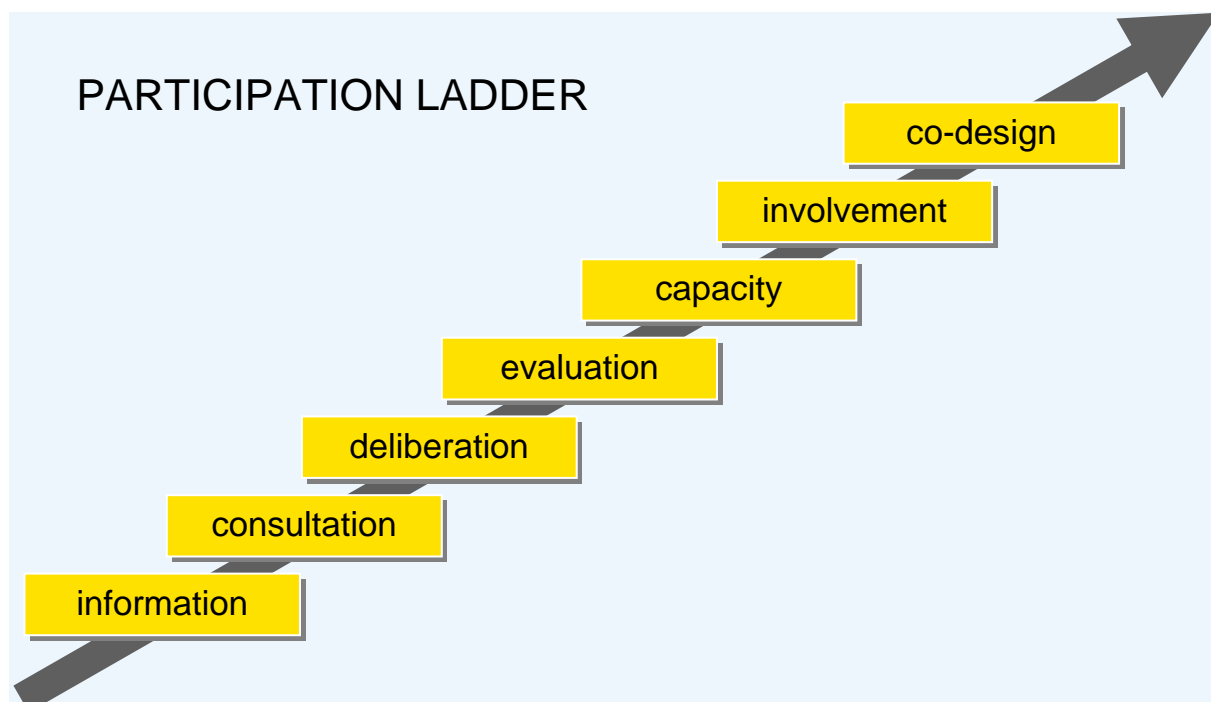 PARTICIPATION LADDER
co-design
involvement
capacity
evaluation
deliberation
consultation
information